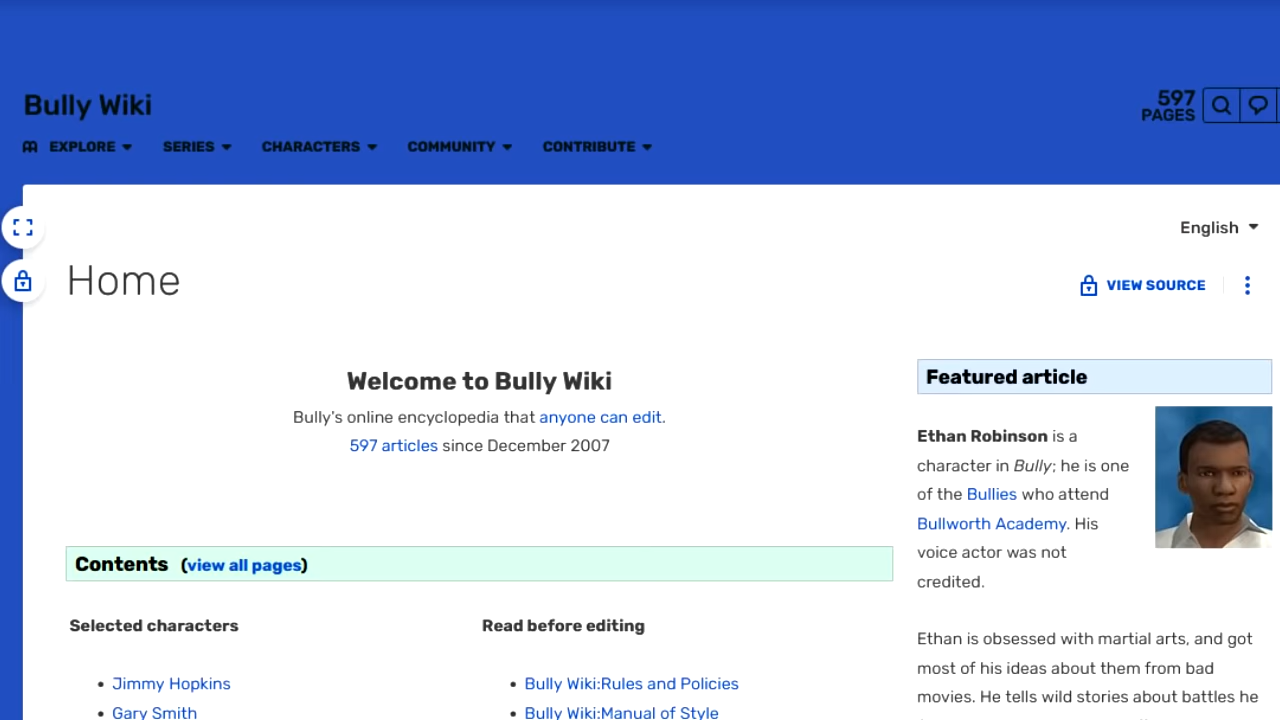 Bully Wiki
597
PAGES
EXPLORE SERIES CHARACTERS COMMUNITY CONTRIBUTE
English
Home
VIEW SOURCE
Welcome to Bully Wiki
Bully's online encyclopedia that anyone can edit.
597 articles since December 2007
Contents (view all pages)
Selected characters
Jimmy Hopkins
Gary Smith
Read before editing
Bully Wiki:Rules and Policies
Bully Wiki:Manual of Style
Featured article
Ethan Robinson is a
character in Bully; he is one
of the Bullies who attend
Bullworth Academy. His
voice actor was not
credited.
Ethan is obsessed with martial arts, and got
most of his ideas about them from bad
movies. He tells wild stories about battles he